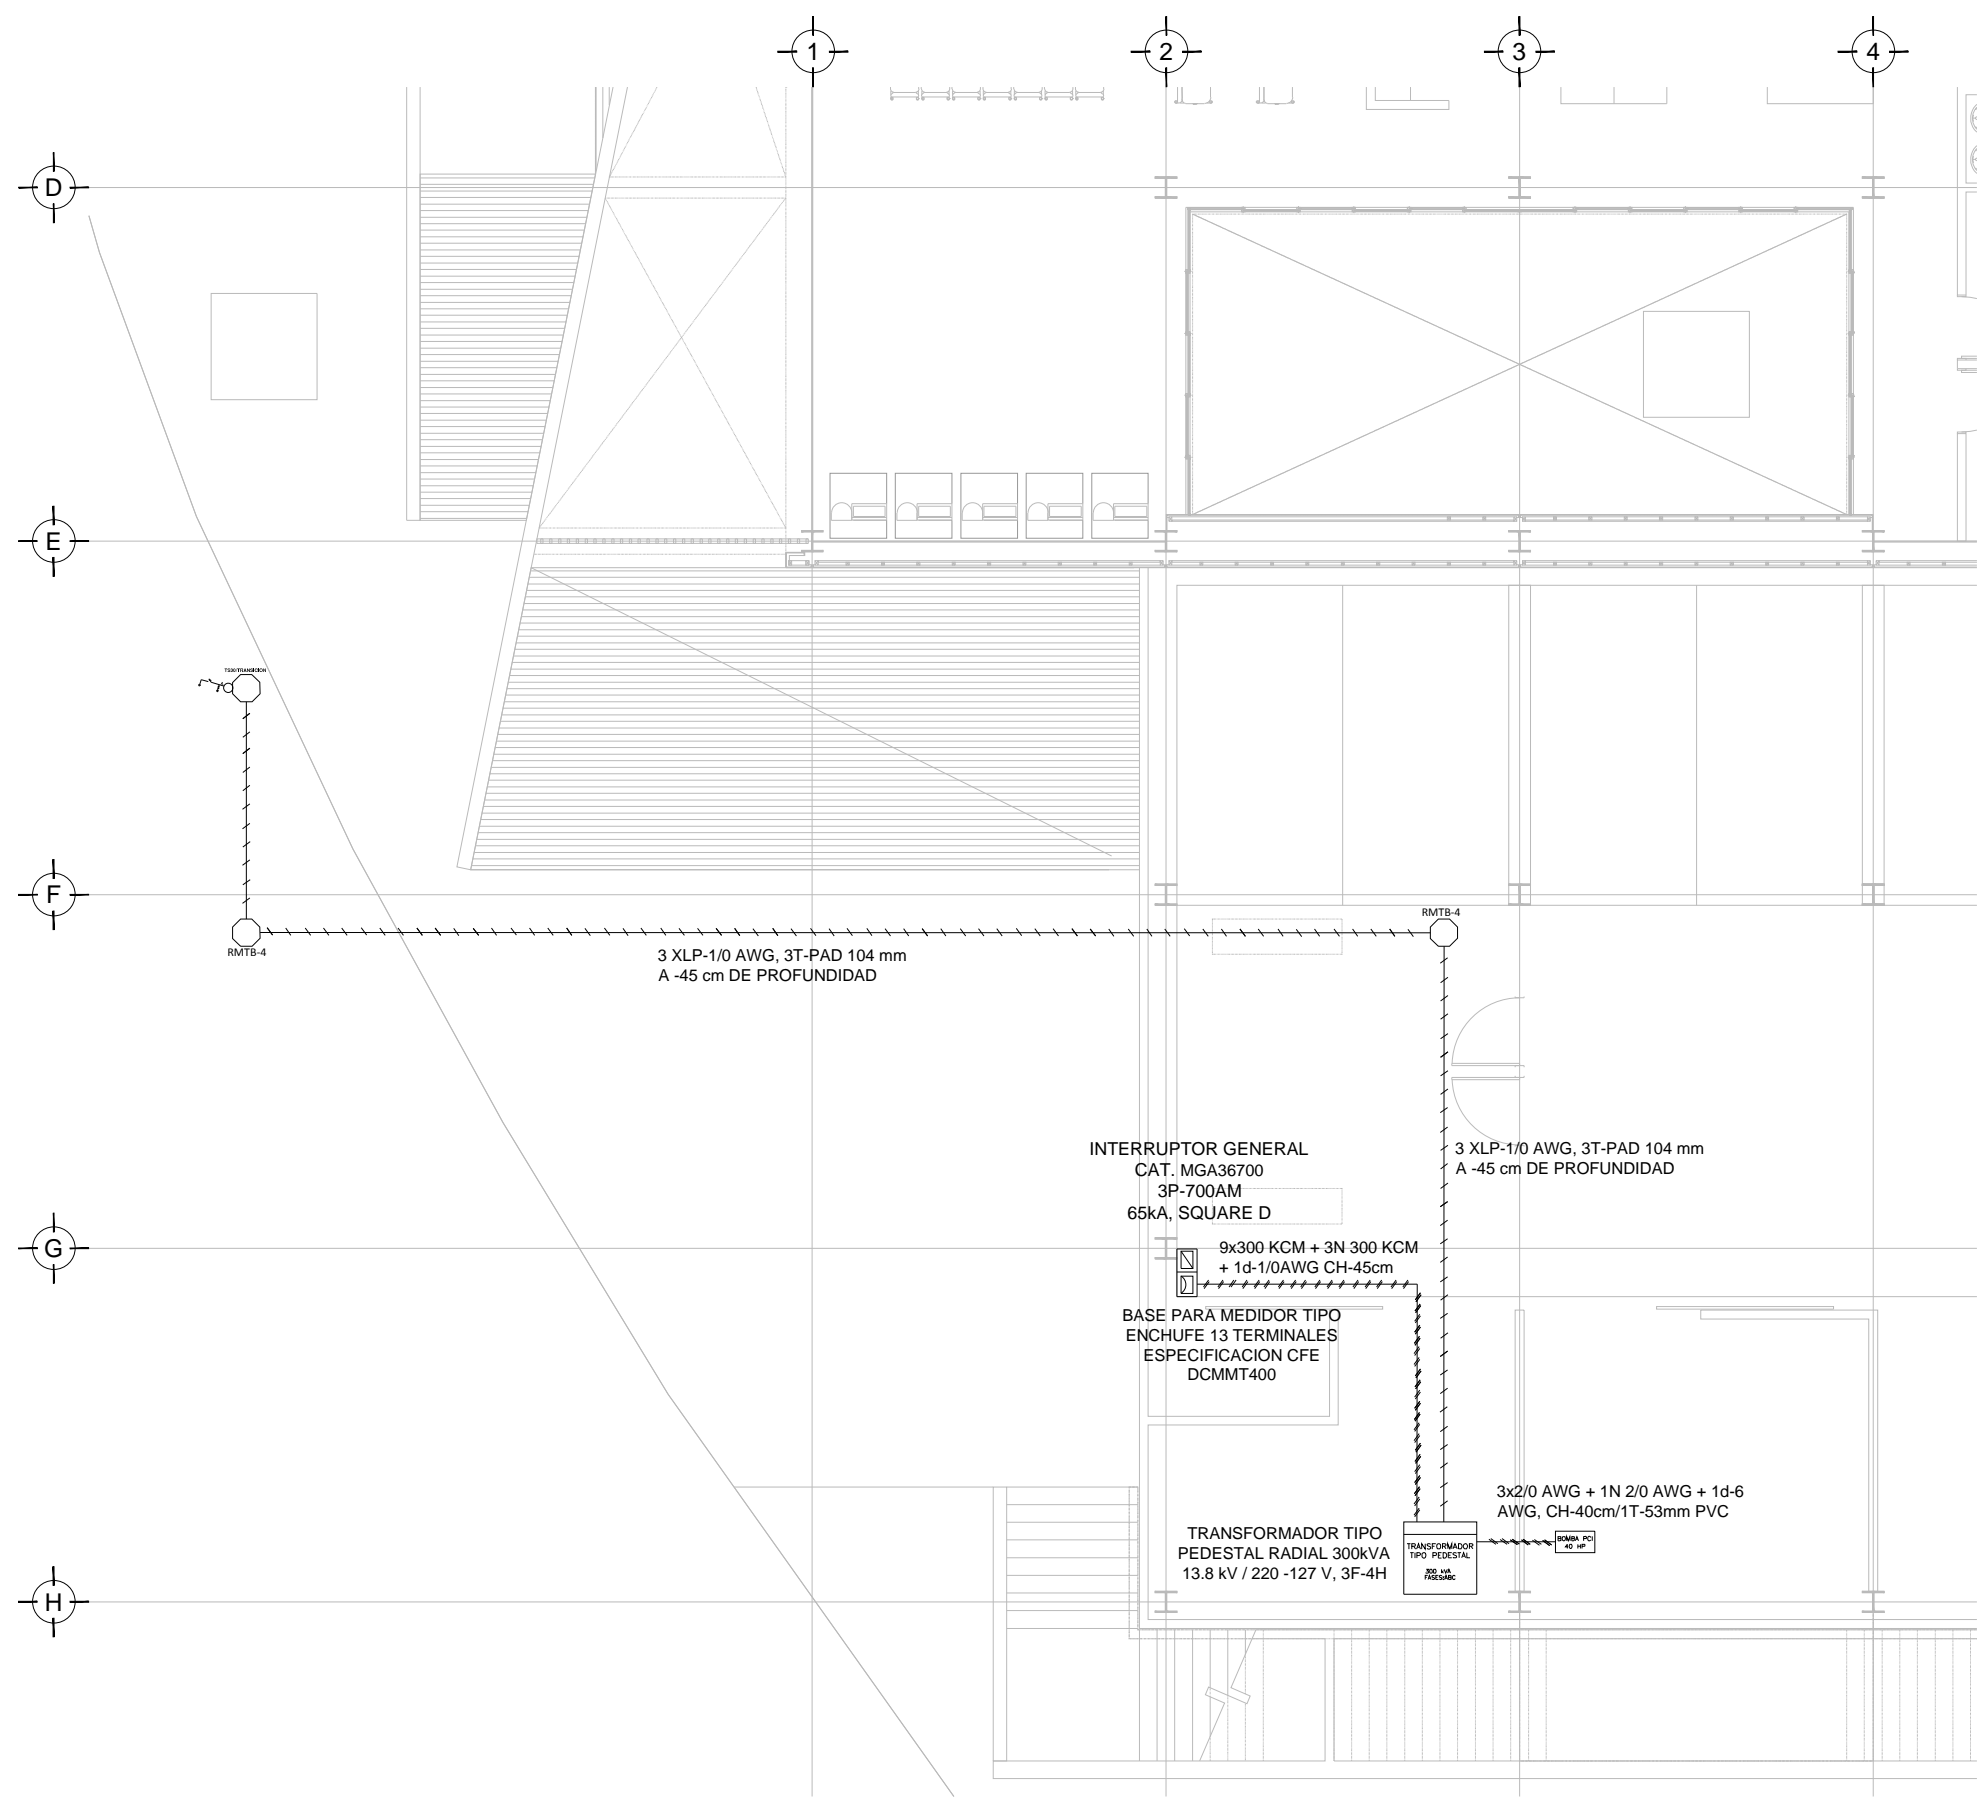 1
2
3
4
D
E
F
G
H
RMTB-4
RMTB-4
3 XLP-1/0 AWG, 3T-PAD 104 mm
A -45 cm DE PROFUNDIDAD
INTERRUPTOR GENERAL
CAT. MGA36700
3P-700AM
65kA, SQUARE D
3 XLP-1/0 AWG, 3T-PAD 104 mm
A -45 cm DE PROFUNDIDAD
9x300 KCM + 3N 300 KCM
+ 1d-1/0AWG CH-45cm
BASE PARA MEDIDOR TIPO
ENCHUFE 13 TERMINALES
ESPECIFICACION CFE
DCMMT400
3x2/0 AWG + 1N 2/0 AWG + 1d-6
AWG, CH-40cm/1T-53mm PVC
TRANSFORMADOR TIPO
PEDESTAL RADIAL 300kVA
13.8 kV / 220 -127 V, 3F-4H
TRANSFORMADOR
TIPO PEDESTAL
300 kVA
FASES:ABC
BOMBA PCI
40 HP